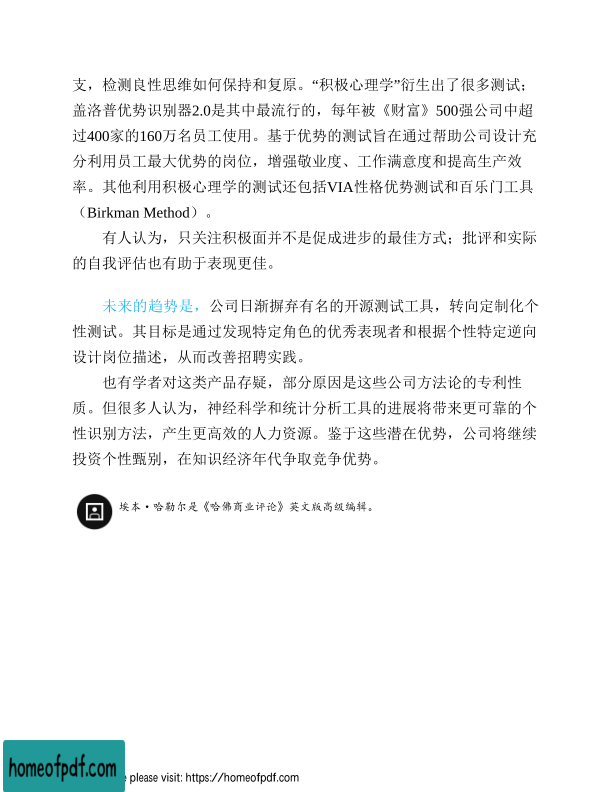 支，检测良性思维如何保持和复原。“积极心理学”衍生出了很多测试；
盖洛普优势识别器2.0是其中最流行的，每年被《财富》500强公司中超
过400家的160万名员工使用。基于优势的测试旨在通过帮助公司设计充
分利用员工最大优势的岗位，增强敬业度、工作满意度和提高生产效
率。其他利用积极心理学的测试还包括VIA性格优势测试和百乐门工具
（Birkman Method）。
有人认为，只关注积极面并不是促成进步的最佳方式；批评和实际
的自我评估也有助于表现更佳。
未来的趋势是，公司日渐摒弃有名的开源测试工具，转向定制化个
性测试。其目标是通过发现特定角色的优秀表现者和根据个性特定逆向
设计岗位描述，从而改善招聘实践。
也有学者对这类产品存疑，部分原因是这些公司方法论的专利性
质。但很多人认为，神经科学和统计分析工具的进展将带来更可靠的个
性识别方法，产生更高效的人力资源。鉴于这些潜在优势，公司将继续
投资个性甄别，在知识经济年代争取竞争优势。
埃本·哈勒尔是《哈佛商业评论》英文版高级编辑。
homeofpdf.com
please visit: https://homeofpdf.com